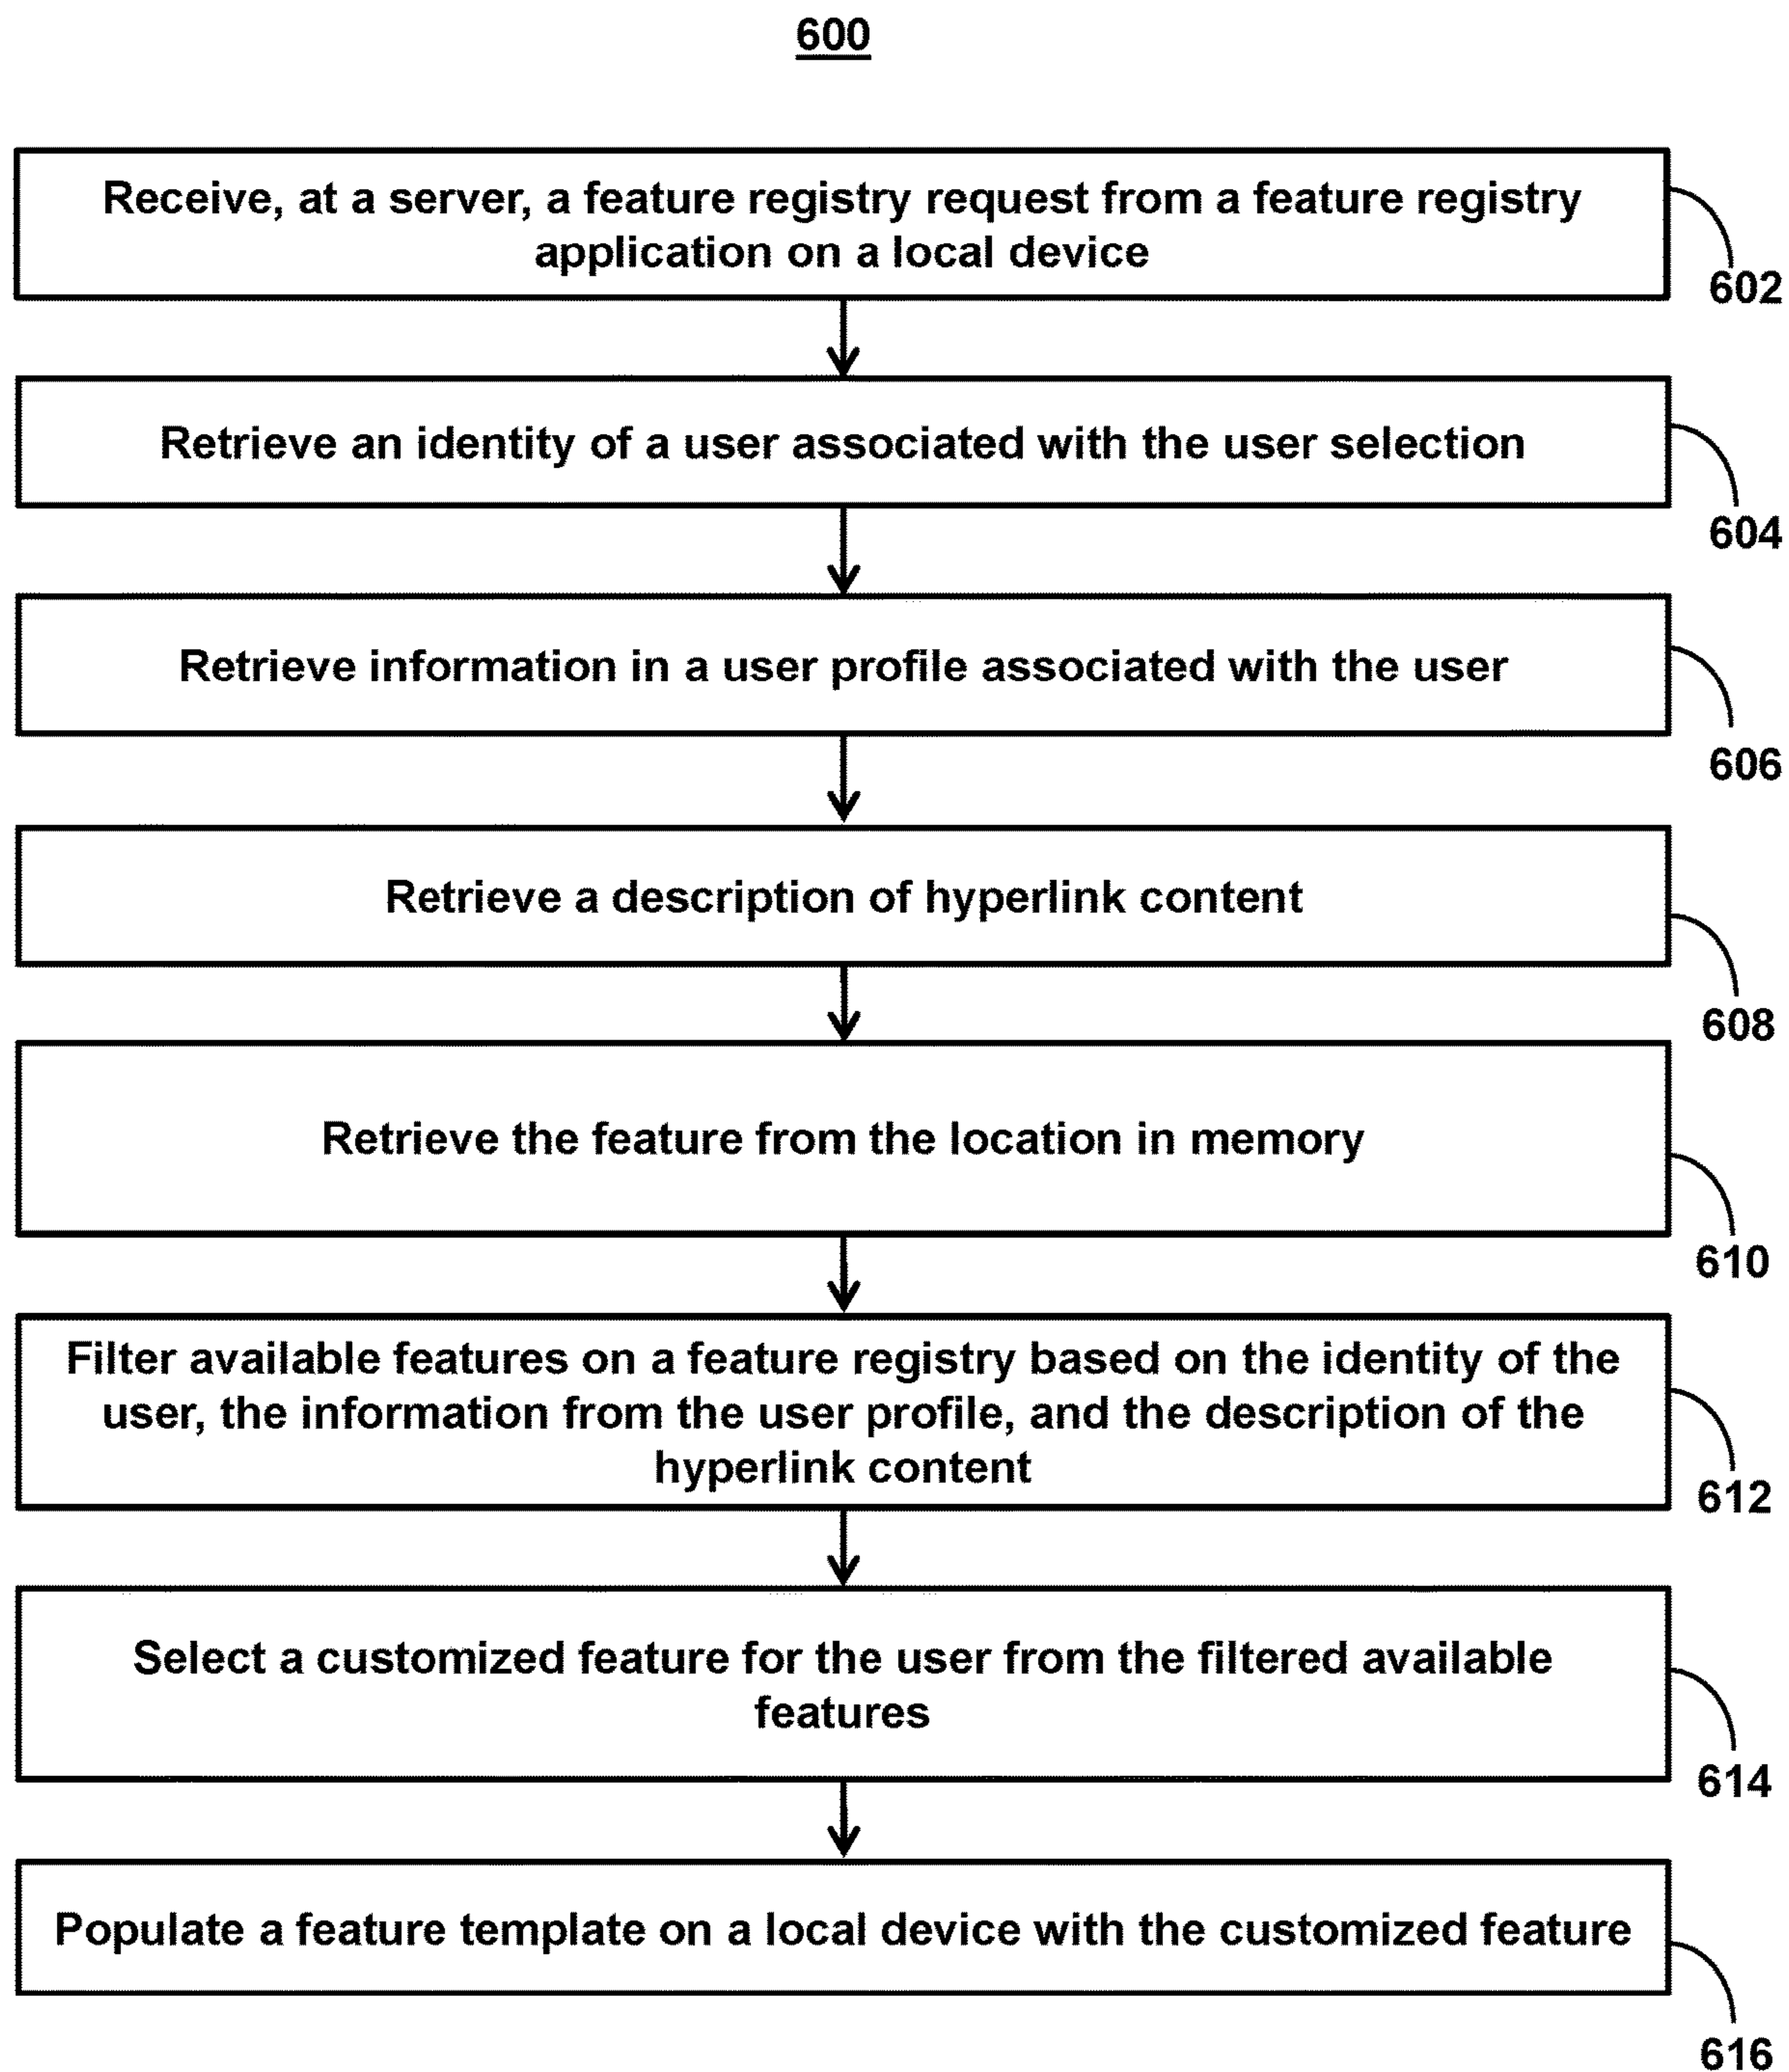 600
Receive, at a server, a feature registry request from a feature registry
application on a local device
602
Retrieve an identity of a user associated with the user selection
604
Retrieve information in a user profile associated with the user
606
Retrieve a description of hyperlink content
608
Retrieve the feature from the location in memory
610
Filter available features on a feature registry based on the identity of the
user, the information from the user profile, and the description of the
hyperlink content
612
Select a customized feature for the user from the filtered available
features
614
Populate a feature template on a local device with the customized feature
616